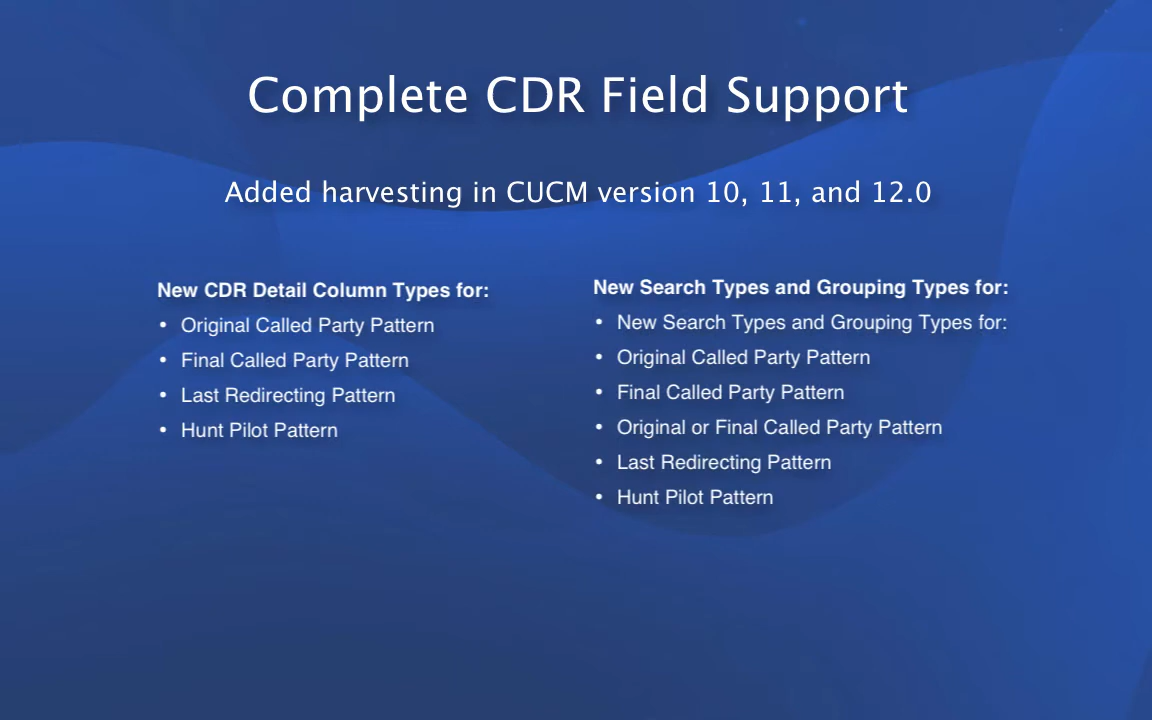 Complete CDR Field Support
Added harvesting in CUCM version 10, 11, and 12.0
New CDR Detail Column Types for:
• Original Called Party Pattern
• Final Called Party Pattern
• Last Redirecting Pattern
• Hunt Pilot Pattern
New Search Types and Grouping Types for:
• New Search Types and Grouping Types for:
• Original Called Party Pattern
• Final Called Party Pattern
• Original or Final Called Party Pattern
• Last Redirecting Pattern
• Hunt Pilot Pattern